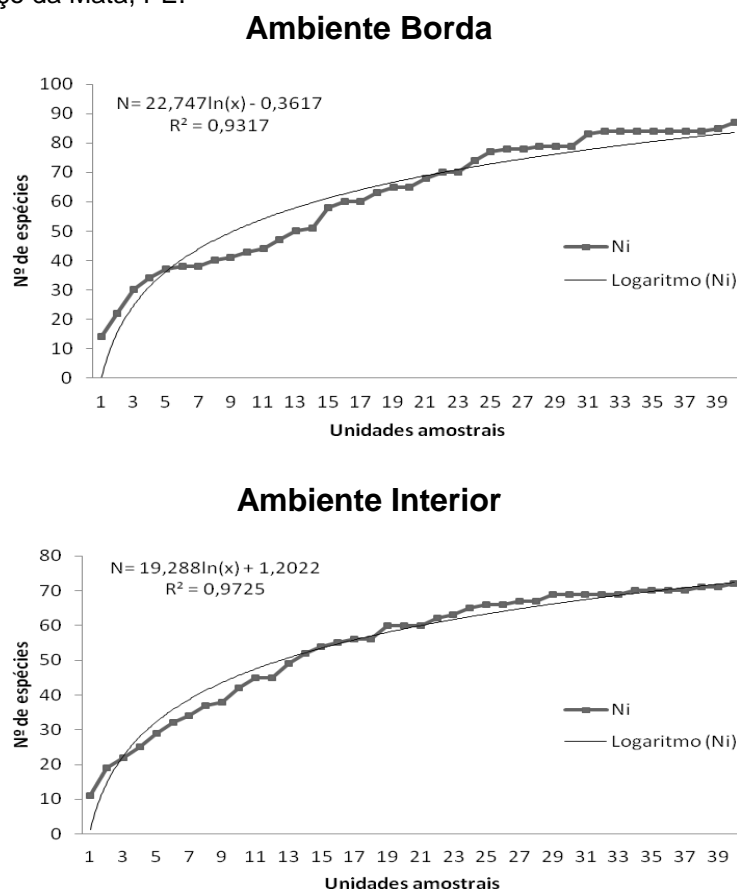 da Mata, PE.
Ambiente Borda
N= 22,747ln(x) - 0,3617
R² = 0,9317
100
90
80
70
60
50
40
30
20
10
0
Nº de espécies
Ni
Logaritmo (Ni)
1 3 5 7 9 11 13 15 17 19 21 23 25 27 29 31 33 35 37 39
Unidades amostrais
Ambiente Interior
N= 19,288ln(x) + 1,2022
R² = 0,9725
80
70
60
50
40
30
20
10
0
Nº de espécies
Ni
Logaritmo (Ni)
1 3 5 7 9 11 13 15 17 19 21 23 25 27 29 31 33 35 37 39
Unidades amostrais